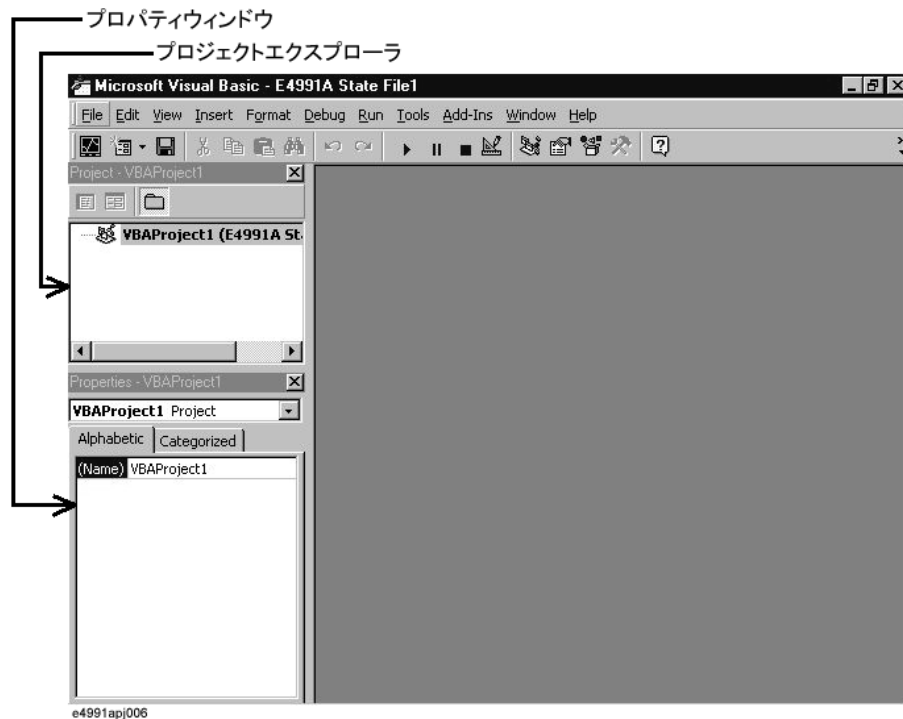 プロパティウィンドウ
プロジェクトエクスプローラ
Microsoft Visual Basic - E4991A State File1
File Edit View Insert Format Debug Run Tools Add-Ins Window Help
Project - VBAProject1
VBAProject1 (E4991A St
Properties - VBAProject1
VBAProject1 Project
Alphabetic Categorized
(Name) VBAProject1
e4991apj006